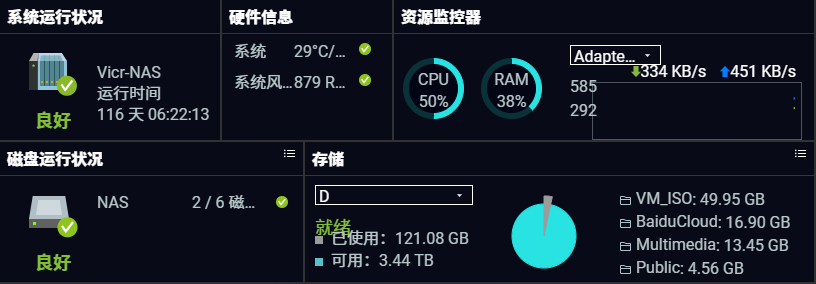 系统运行状况
Vicr-NAS
运行时间
116 天 06:22:13
良好
硬件信息
系统 29°C/...
系统风...879 R...
资源监控器
CPU
50%
RAM
38%
Adapte...
334 KB/s 451 KB/s
585
292
磁盘运行状况
NAS 2 / 6 磁...
良好
存储
D
就绪
已使用：121.08 GB
可用：3.44 TB
VM_ISO: 49.95 GB
BaiduCloud: 16.90 GB
Multimedia: 13.45 GB
Public: 4.56 GB